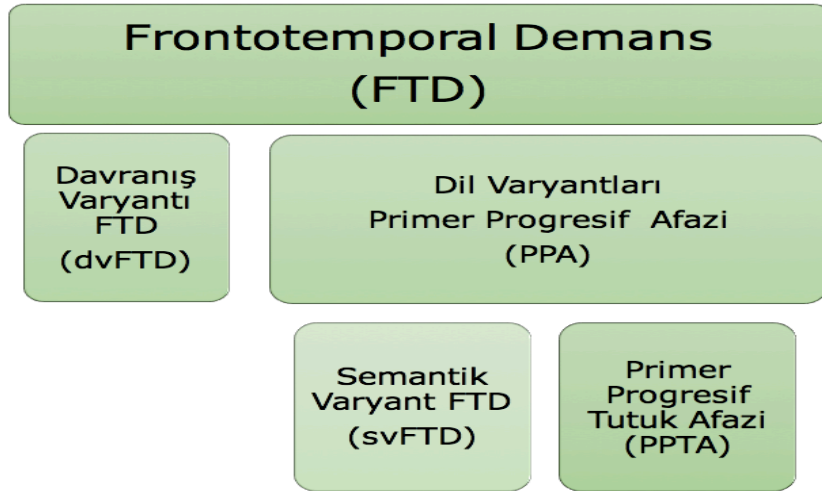 Frontotemporal Demans
(FTD)
Davranış
Varyantı
FTD
(dvFTD)
Dil Varyantları
Primer Progresif Afazi
(PPA)
Semantik
Varyant FTD
(svFTD)
Primer
Progresif
Tutuk Afazi
(PPTA)